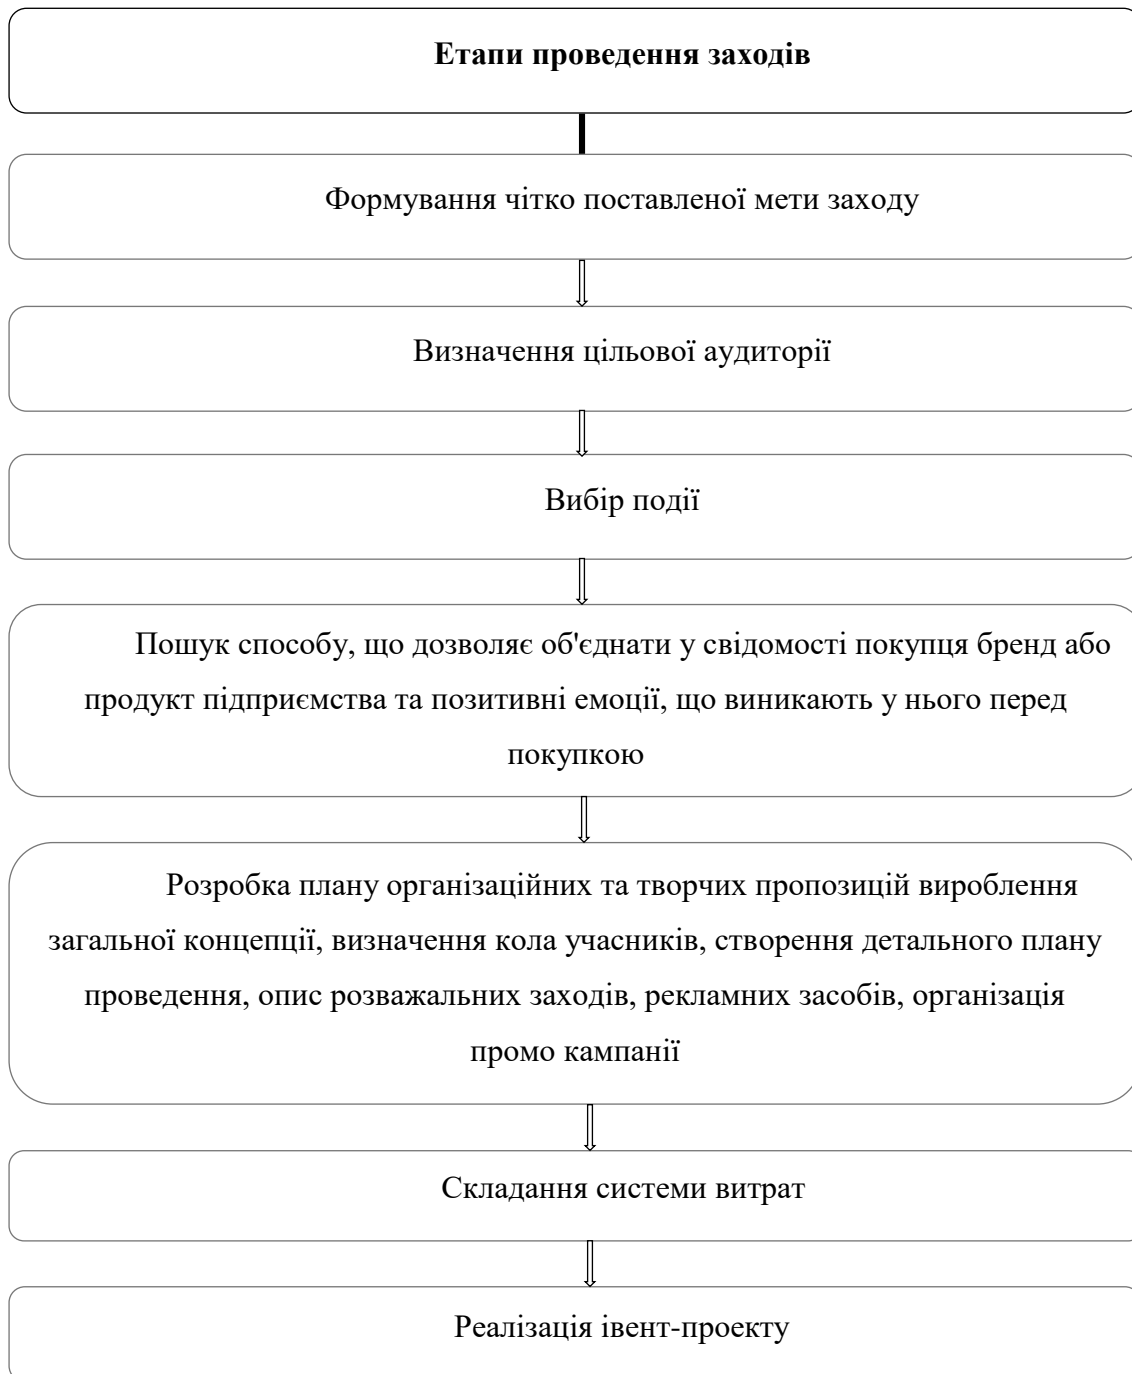 Етапи проведення заходів
Формування чітко поставленої мети заходу
Визначення цільової аудиторії
Вибір події
Пошук способу, що дозволяє об'єднати у свідомості покупця бренд або
продукт підприємства та позитивні емоції, що виникають у нього перед
покупкою
Розробка плану організаційних та творчих пропозицій вироблення
загальної концепції, визначення кола учасників, створення детального плану
проведення, опис розважальних заходів, рекламних засобів, організація
промо кампанії
Складання системи витрат
Реалізація івент-проекту